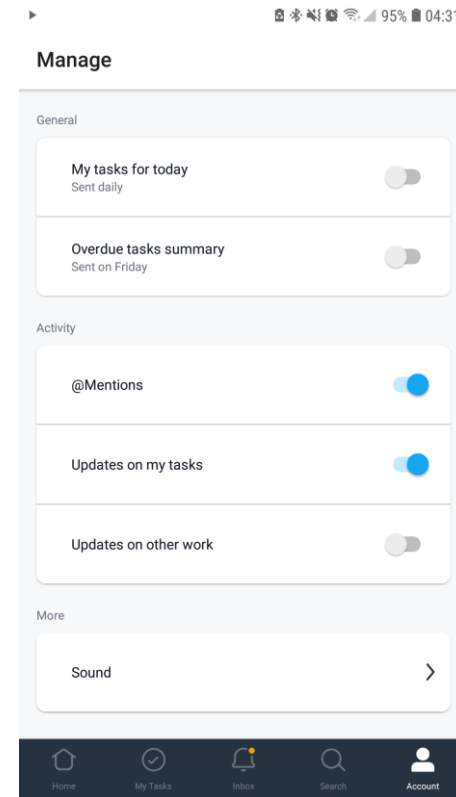 95% 04:31
Manage
General
My tasks for today
Sent daily
Overdue tasks summary
Sent on Friday
Activity
@Mentions
Updates on my tasks
Updates on other work
More
Sound
Home My Tasks Inbox Search Account